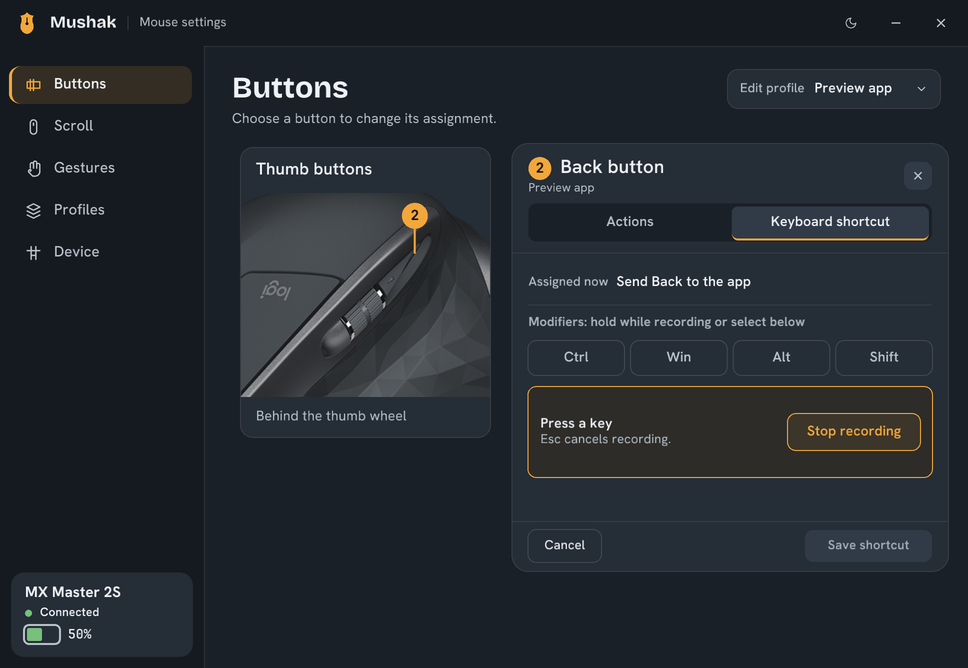 Mushak
Mouse settings
Buttons
Scroll
Gestures
Profiles
Device
MX Master 2S
Connected
50%
Buttons
Choose a button to change its assignment.
Edit profile Preview app
Thumb buttons
2
logi
Behind the thumb wheel
2 Back button
Preview app
Actions
Keyboard shortcut
Assigned now Send Back to the app
Modifiers: hold while recording or select below
Ctrl
Win
Alt
Shift
Press a key
Esc cancels recording.
Stop recording
Cancel
Save shortcut